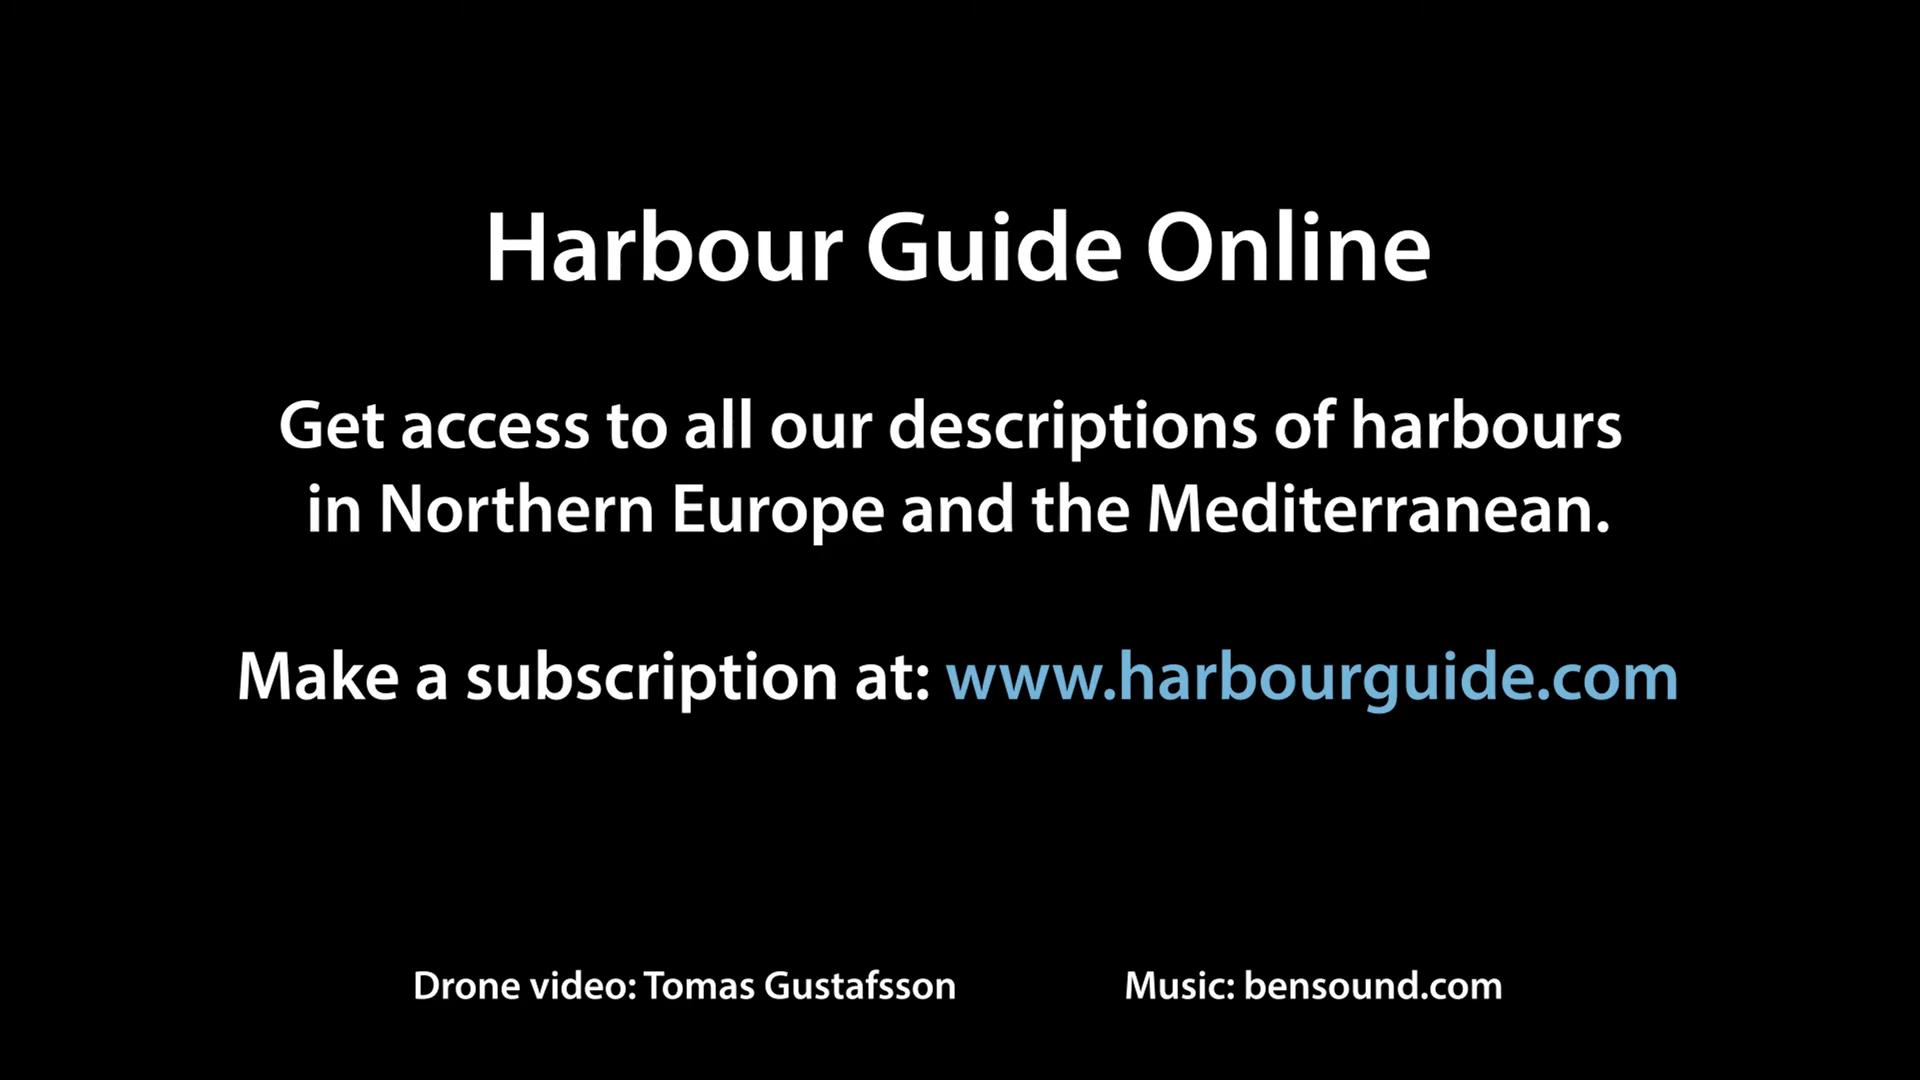 Harbour Guide Online
Get access to all our descriptions of harbours
in Northern Europe and the Mediterranean.
Make a subscription at: www.harbourguide.com
Drone video: Tomas Gustafsson
Music: bensound.com